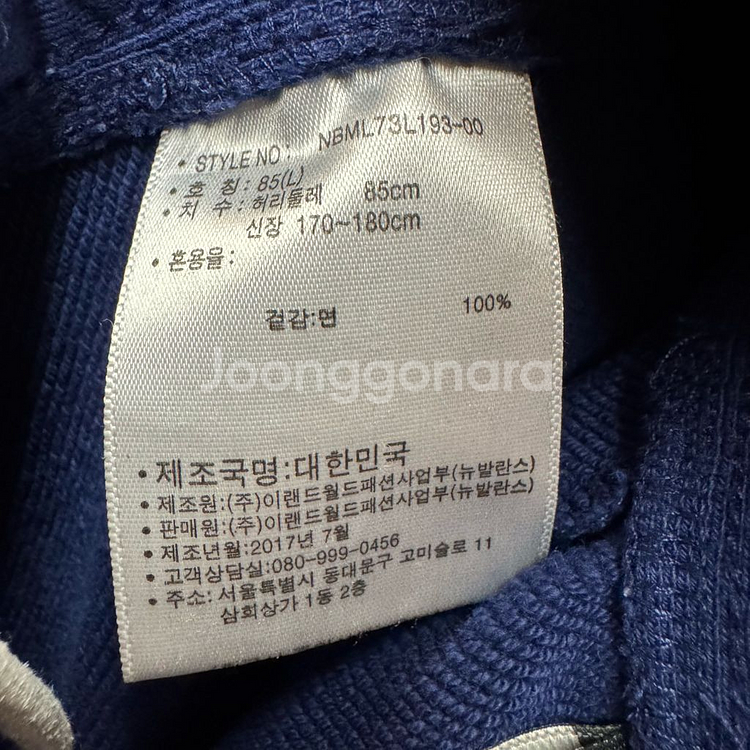 • STYLE NO : NBML73L193-00
• 호 칭 : 85(L)
• 치 수 : 허리둘레 85cm
신장 170~180cm
• 혼용율 :
겉감:면 100%
Joonggonara
• 제조국명:대한민국
• 제조원:(주)이랜드월드패션사업부(뉴발란스)
• 판매원:(주)이랜드월드패션사업부(뉴발란스)
• 제조년월:2017년 7월
• 고객상담실:080-999-0456
• 주소: 서울특별시 동대문구 고미술로 11
삼희상가 1동 2층